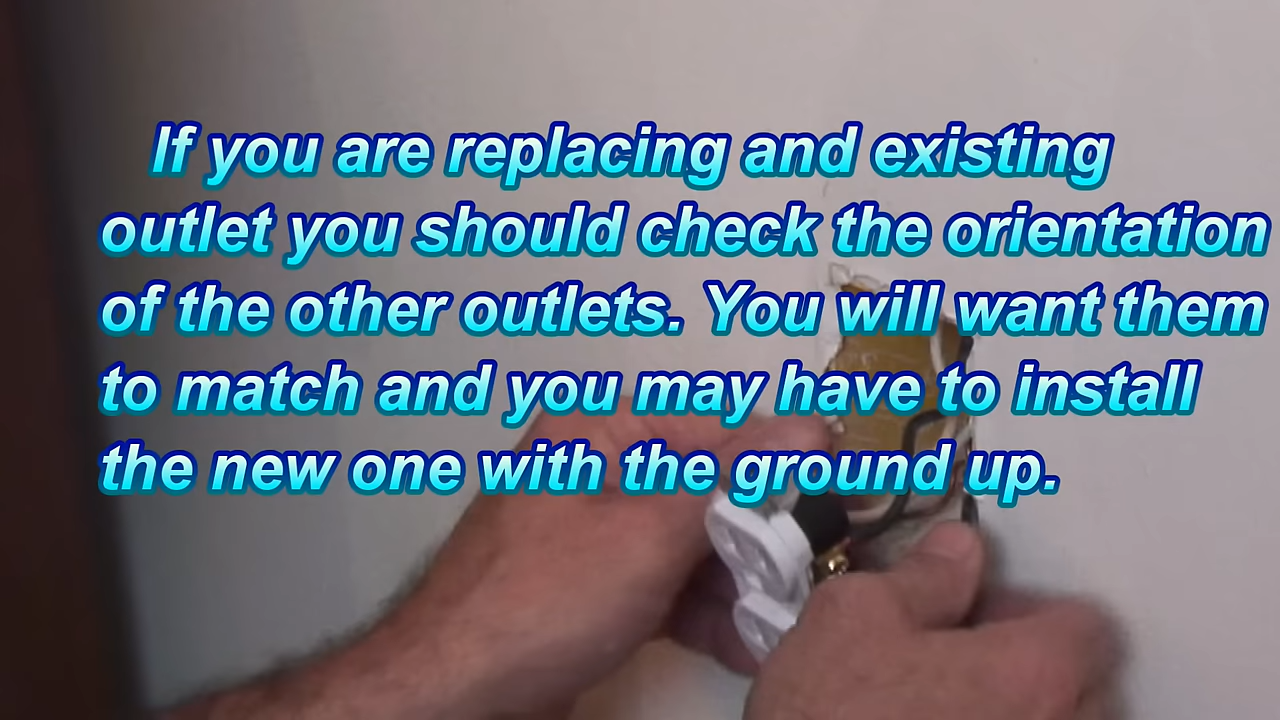 If you are replacing and existing
outlet you should check the orientation
of the other outlets. You will want them
to match and you may have to install
the new one with the ground up.